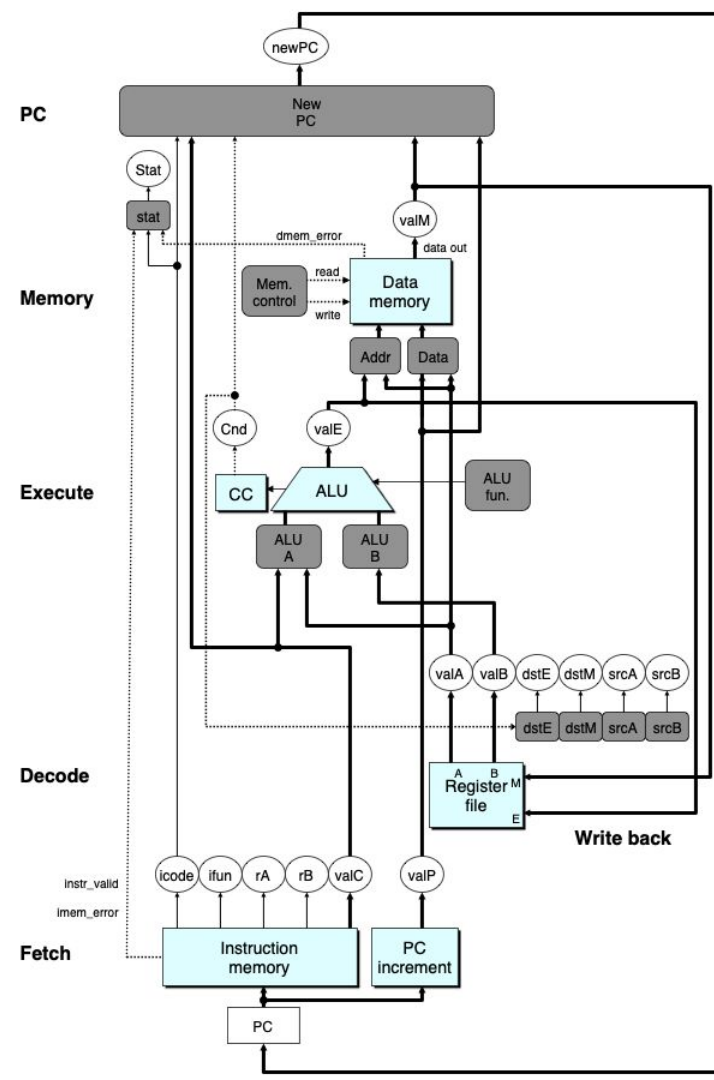 newPC
New
PC
PC
Stat
stat
valM
dmem_error
data out
read
Mem.
control
write
Data
memory
Memory
Addr
Data
Cnd
valE
Execute
CC
ALU
ALU
fun.
ALU
A
ALU
B
valA
valB
dstE
dstM
srcA
srcB
dstE
dstM
srcA
srcB
Decode
A
B
M
Register
file
E
Write back
instr_valid
imem_error
icode
ifun
rA
rB
valC
valP
Fetch
Instruction
memory
PC
increment
PC